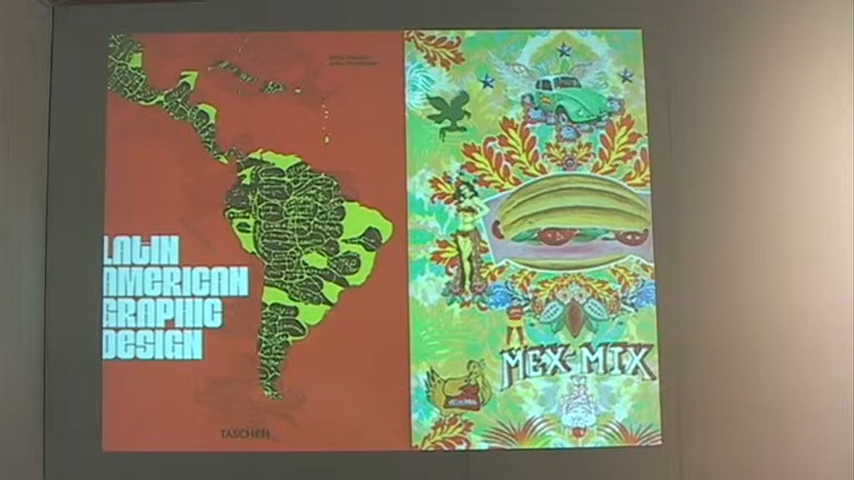 LATIN
AMERICAN
GRAPHIC
DESIGN
TASCHEN
MEX-MIX